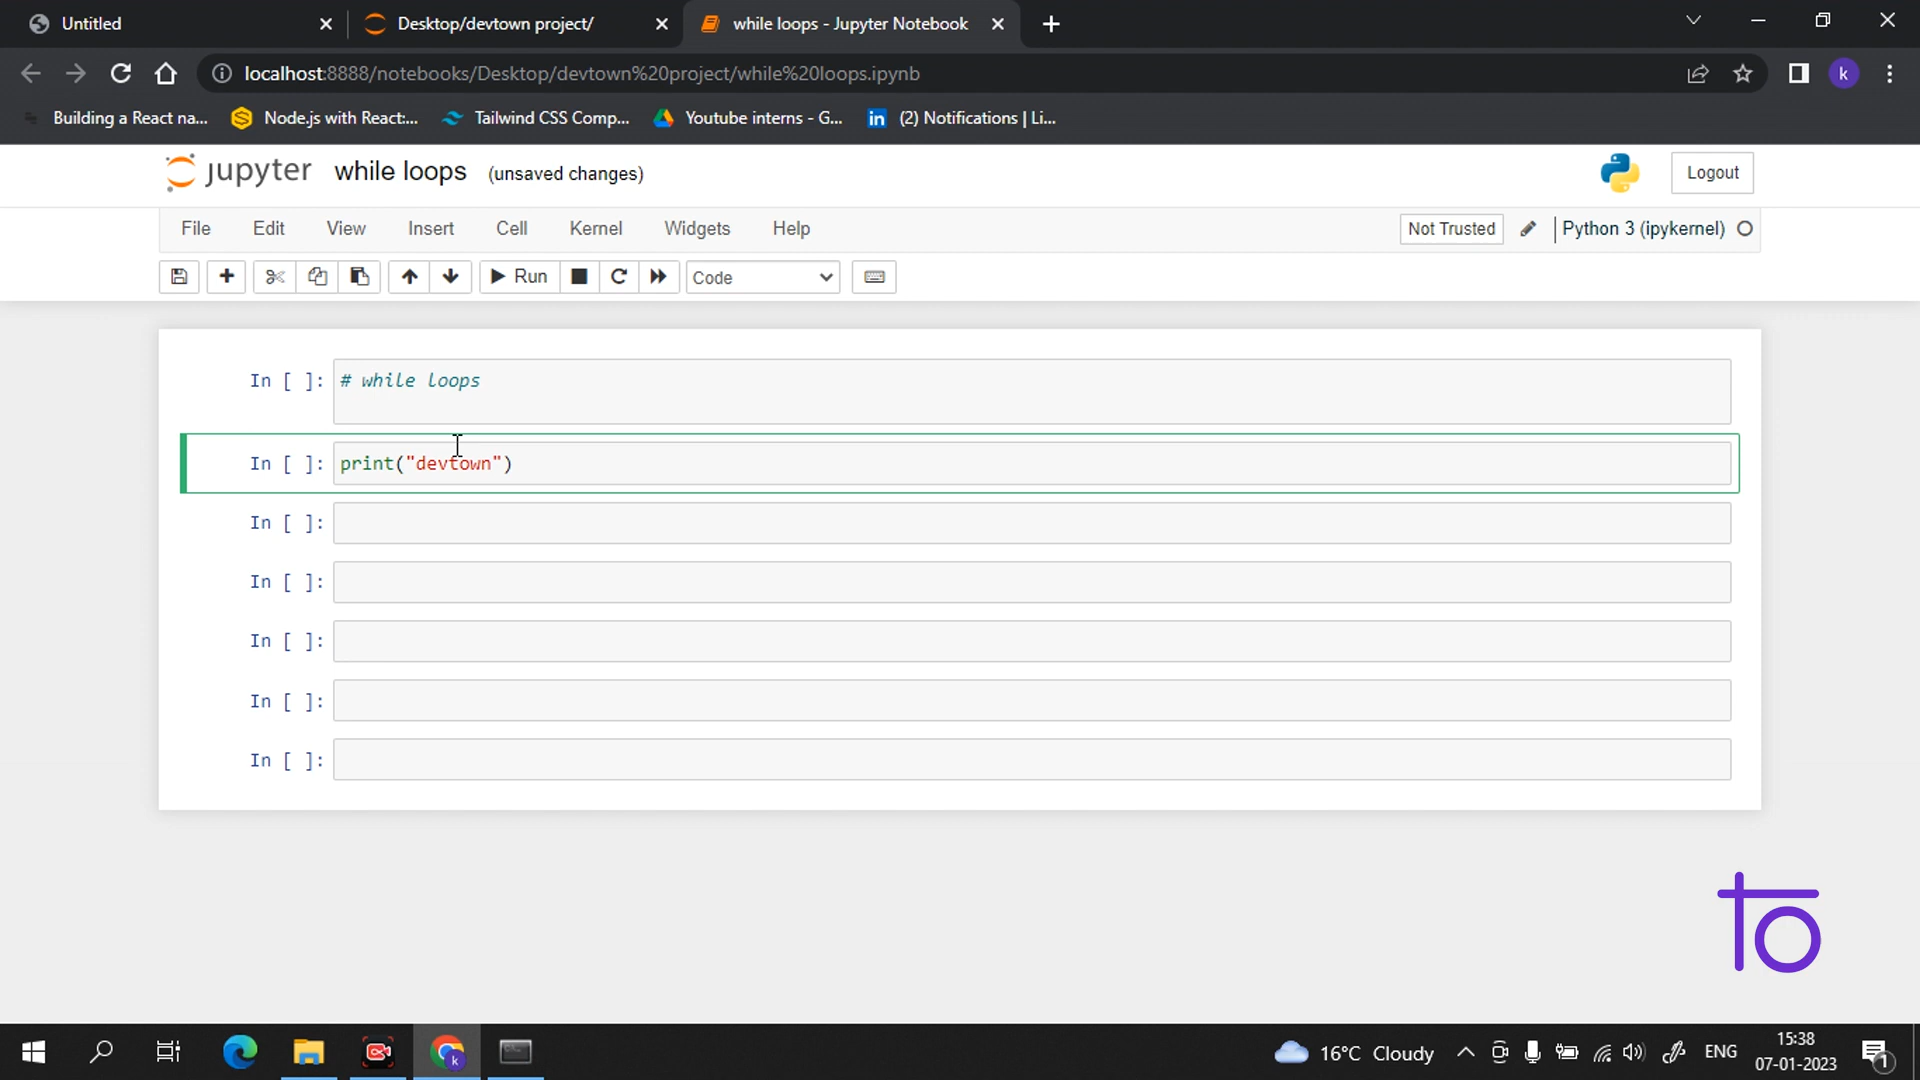 Untitled
Desktop/devtown project/
while loops - Jupyter Notebook
localhost:8888/notebooks/Desktop/devtown%20project/while%20loops.ipynb
k
Building a React na...
Node.js with React:...
Tailwind CSS Comp...
Youtube interns - G...
(2) Notifications | Li...
jupyter while loops (unsaved changes)
Logout
File Edit View Insert Cell Kernel Widgets Help
Not Trusted
Python 3 (ipykernel)
Run
Code
In [ ]: # while loops
In [ ]: print("devtown")
In [ ]:
In [ ]:
In [ ]:
In [ ]:
In [ ]:
to
16°C Cloudy
ENG
15:38
07-01-2023
1